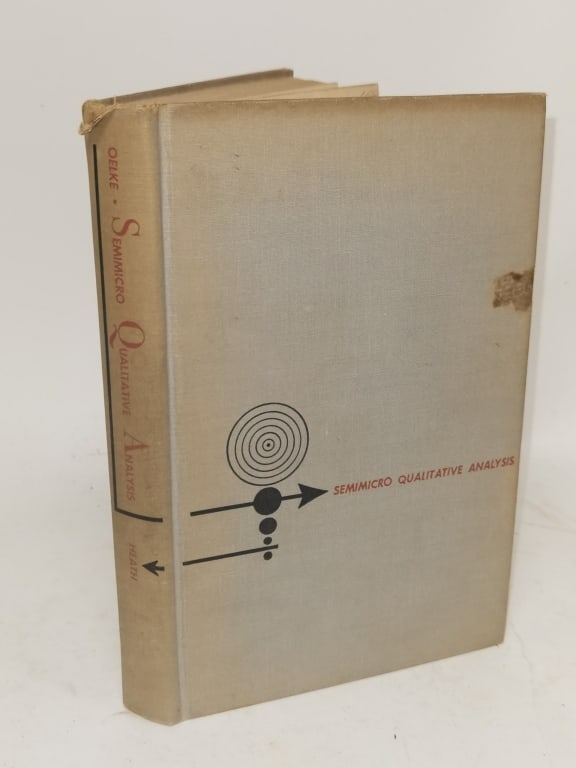 OELKE • SEMIMICRO QUALITATIVE ANALYSIS
HEATH
SEMIMICRO QUALITATIVE ANALYSIS